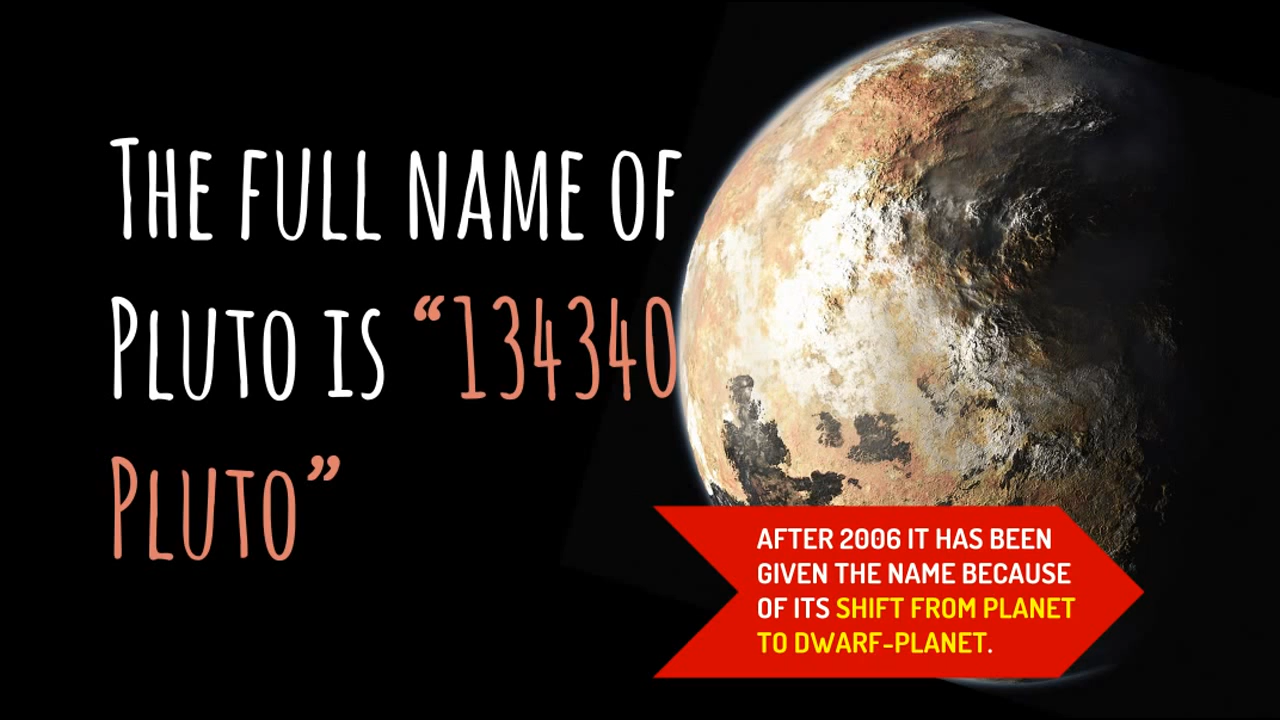 The full name of
Pluto is “134340
Pluto”
AFTER 2006 IT HAS BEEN
GIVEN THE NAME BECAUSE
OF ITS SHIFT FROM PLANET
TO DWARF-PLANET.